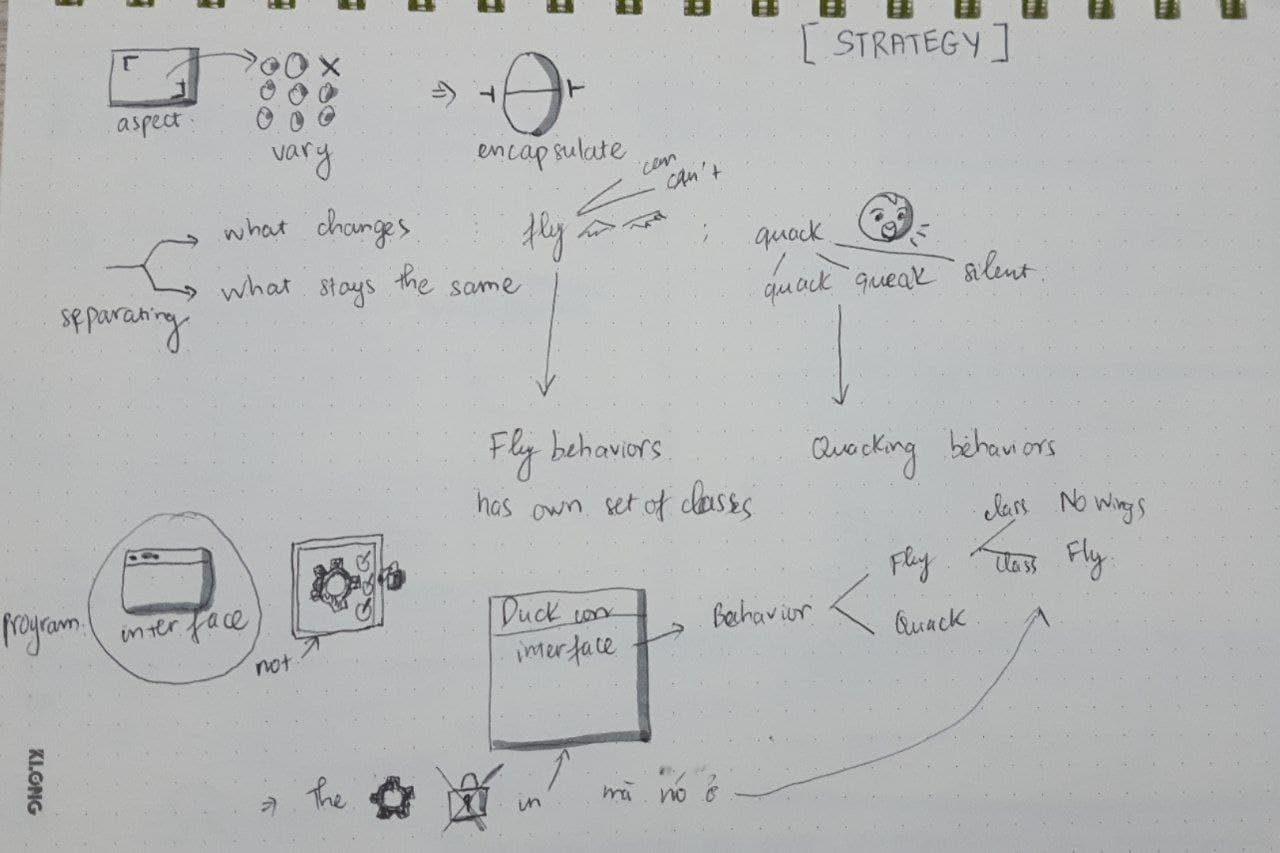 [ STRATEGY ]
aspect
vary
encapsulate
can
can't
what changes : fly ; quack
what stays the same
separating
quack queak silent
Fly behaviors
has own set of classes
Quacking behaviors
class No wings
Fly class Fly
Behavior
Quack
program
interface
not
Duck
interface
KLONG
⇒ the in mà nó ở